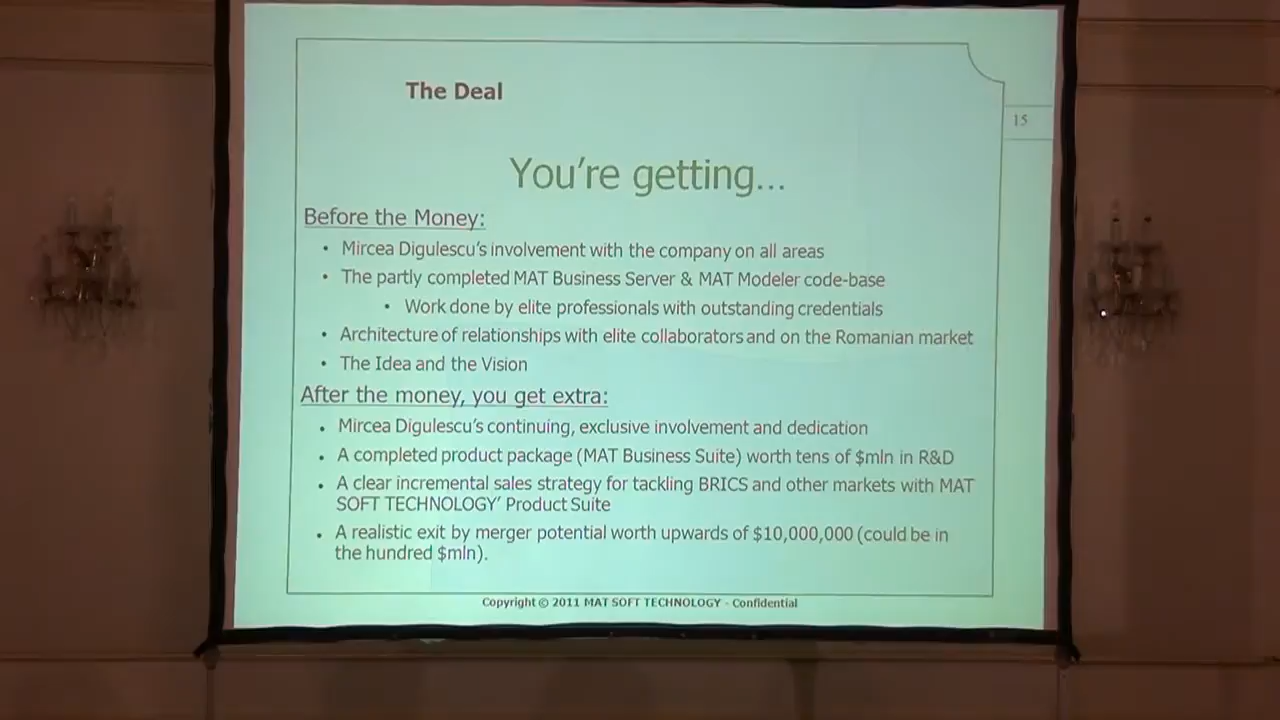 The Deal
15
You're getting...
Before the Money:
• Mircea Digulescu's involvement with the company on all areas
• The partly completed MAT Business Server & MAT Modeler code-base
• Work done by elite professionals with outstanding credentials
• Architecture of relationships with elite collaborators and on the Romanian market
• The Idea and the Vision
After the money, you get extra:
• Mircea Digulescu's continuing, exclusive involvement and dedication
• A completed product package (MAT Business Suite) worth tens of $mln in R&D
• A clear incremental sales strategy for tackling BRICS and other markets with MAT
SOFT TECHNOLOGY' Product Suite
• A realistic exit by merger potential worth upwards of $10,000,000 (could be in
the hundred $mln).
Copyright © 2011 MAT SOFT TECHNOLOGY - Confidential